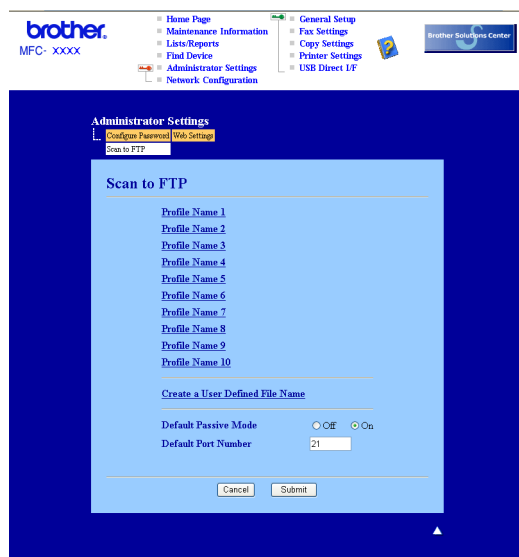 brother.
MFC- XXXX
Home Page
Maintenance Information
Lists/Reports
Find Device
Administrator Settings
Network Configuration
General Setup
Fax Settings
Copy Settings
Printer Settings
USB Direct I/F
Brother Solutions Center
Administrator Settings
Configure Password Web Settings
Scan to FTP
Scan to FTP
Profile Name 1
Profile Name 2
Profile Name 3
Profile Name 4
Profile Name 5
Profile Name 6
Profile Name 7
Profile Name 8
Profile Name 9
Profile Name 10
Create a User Defined File Name
Default Passive Mode Off On
Default Port Number 21
Cancel Submit